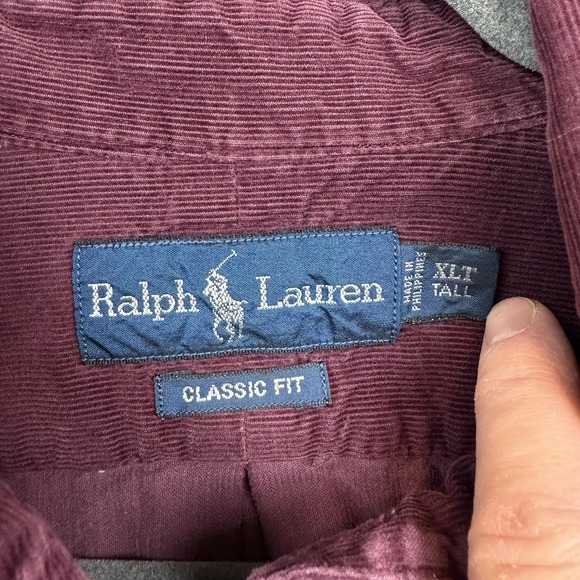 Ralph Lauren
MADE IN
PHILIPPINES
XLT
TALL
CLASSIC FIT